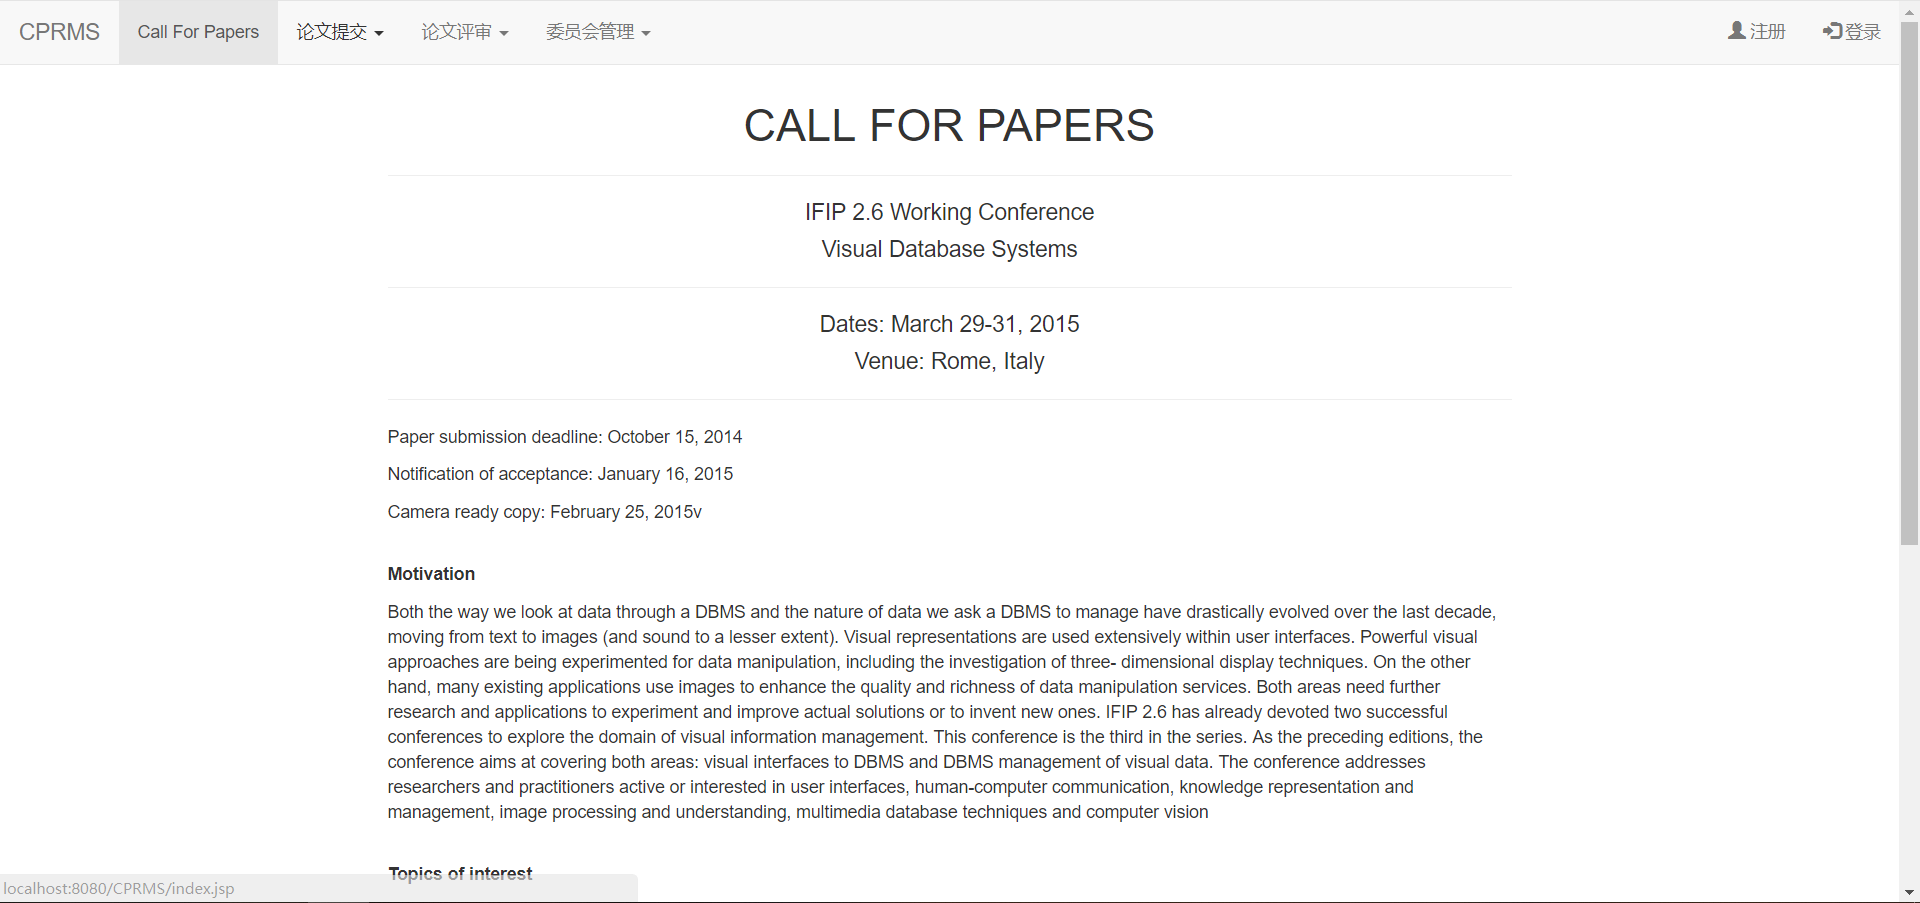 CPRMS Call For Papers 论文提交 论文评审 委员会管理 注册 登录
CALL FOR PAPERS
IFIP 2.6 Working Conference
Visual Database Systems
Dates: March 29-31, 2015
Venue: Rome, Italy
Paper submission deadline: October 15, 2014
Notification of acceptance: January 16, 2015
Camera ready copy: February 25, 2015v
Motivation
Both the way we look at data through a DBMS and the nature of data we ask a DBMS to manage have drastically evolved over the last decade,
moving from text to images (and sound to a lesser extent). Visual representations are used extensively within user interfaces. Powerful visual
approaches are being experimented for data manipulation, including the investigation of three- dimensional display techniques. On the other
hand, many existing applications use images to enhance the quality and richness of data manipulation services. Both areas need further
research and applications to experiment and improve actual solutions or to invent new ones. IFIP 2.6 has already devoted two successful
conferences to explore the domain of visual information management. This conference is the third in the series. As the preceding editions, the
conference aims at covering both areas: visual interfaces to DBMS and DBMS management of visual data. The conference addresses
researchers and practitioners active or interested in user interfaces, human-computer communication, knowledge representation and
management, image processing and understanding, multimedia database techniques and computer vision
Topics of interest
localhost:8080/CPRMS/index.jsp